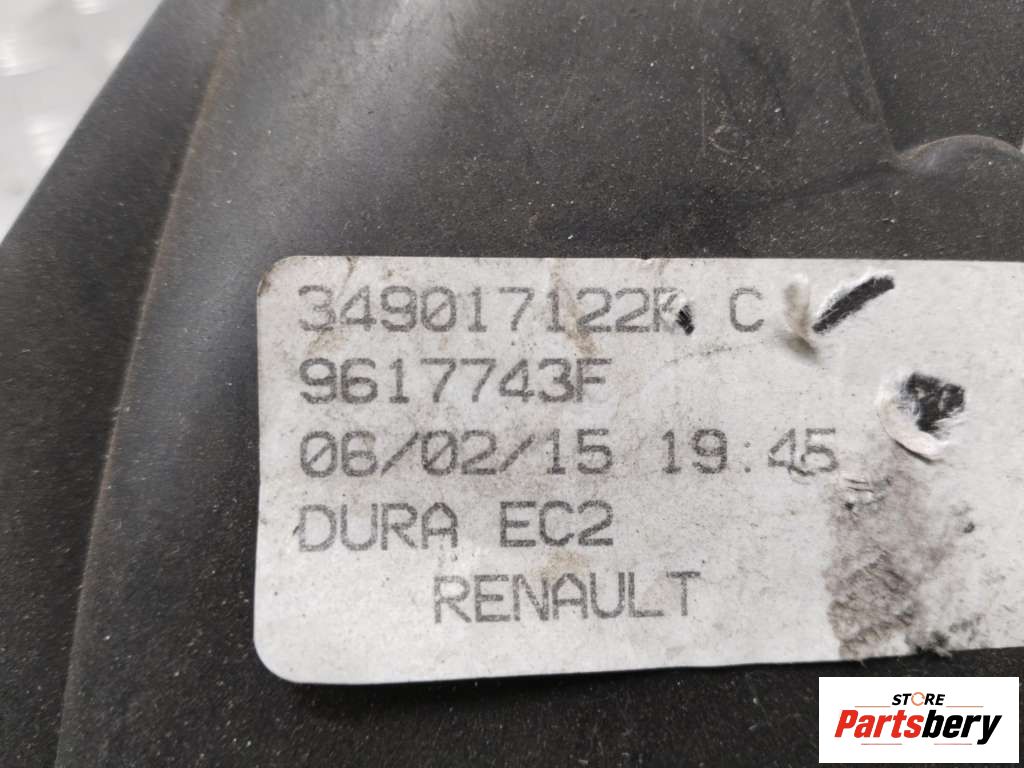 349017122R C
9617743F
06/02/15 19:45
DURA EC2
RENAULT
STORE
Partsbery